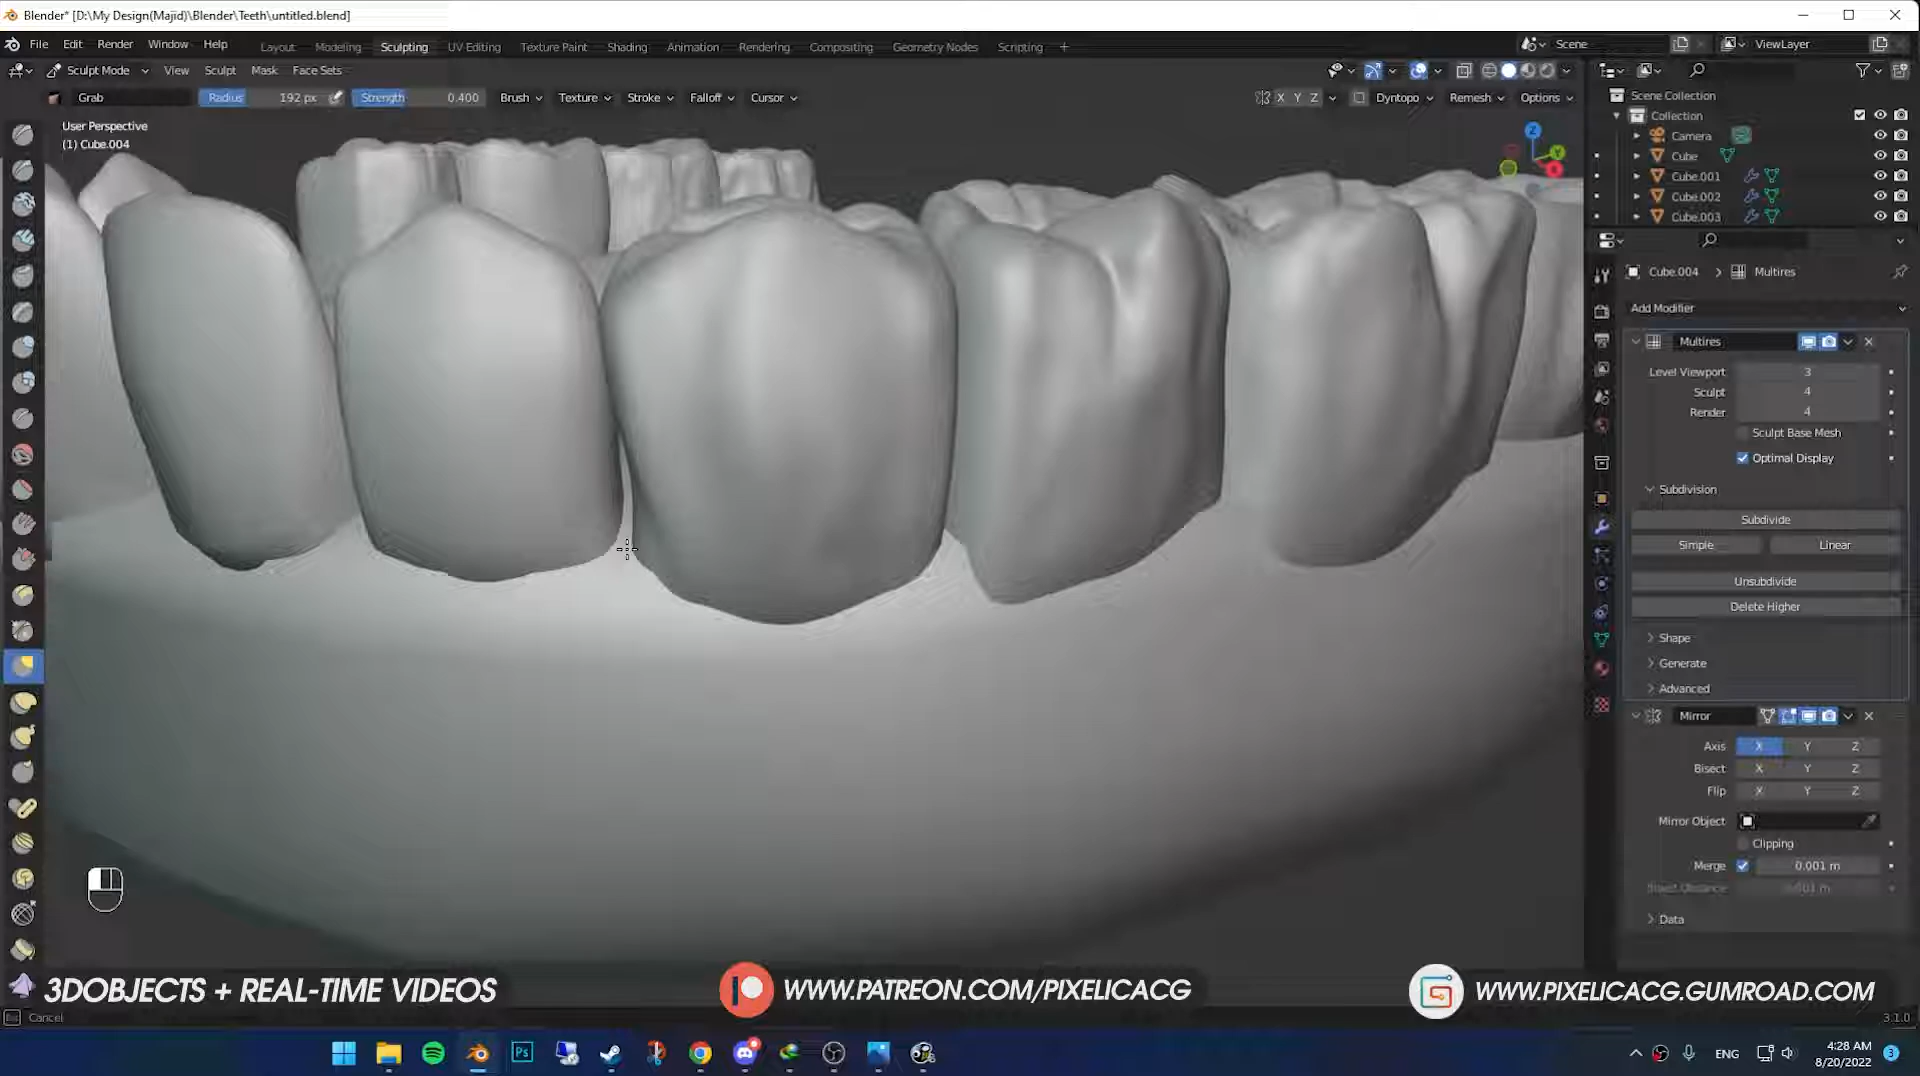 Blender* [D:\My Design(Majid)\Blender\Teeth\untitled.blend]
File Edit Render Window Help Layout Modeling Sculpting UV Editing Texture Paint Shading Animation Rendering Compositing Geometry Nodes Scripting + Scene ViewLayer
Sculpt Mode View Sculpt Mask Face Sets
Grab Radius 192 px Strength 0.400 Brush Texture Stroke Falloff Cursor X Y Z Dyntopo Remesh Options
User Perspective
(1) Cube.004
Z
Y
X
Scene Collection
Collection
Camera
Cube
Cube.001
Cube.002
Cube.003
Cube.004 > Multires
Add Modifier
Multires
Level Viewport 3
Sculpt 4
Render 4
Sculpt Base Mesh
Optimal Display
Subdivision
Subdivide
Simple Linear
Unsubdivide
Delete Higher
Shape
Generate
Advanced
Mirror
Axis X Y Z
Bisect X Y Z
Flip X Y Z
Mirror Object
Clipping
Merge 0.001 m
Bisect Distance 0.001 m
Data
3DOBJECTS + REAL-TIME VIDEOS
WWW.PATREON.COM/PIXELICACG
WWW.PIXELICACG.GUMROAD.COM
Cancel 3.1.0
Ps
ENG
4:28 AM
8/20/2022
3